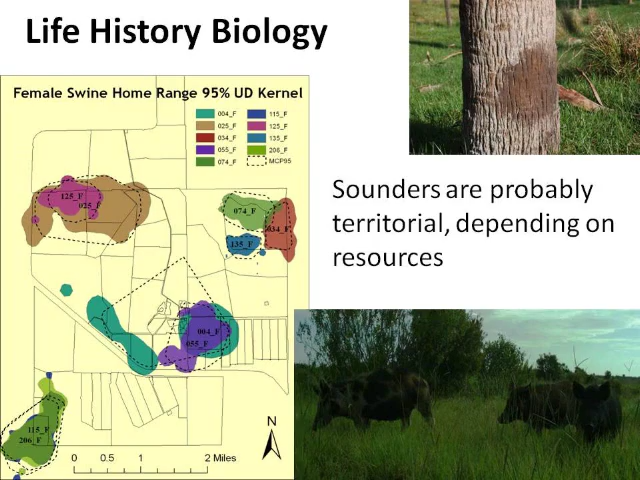 Life History Biology
Female Swine Home Range 95% UD Kernel
004_F
025_F
034_F
055_F
074_F
115_F
125_F
135_F
206_F
MCP95
125_F
025_F
074_F
034_F
135_F
004_F
055_F
115_F
206_F
N
0 0.5 1 2 Miles
Sounders are probably
territorial, depending on
resources